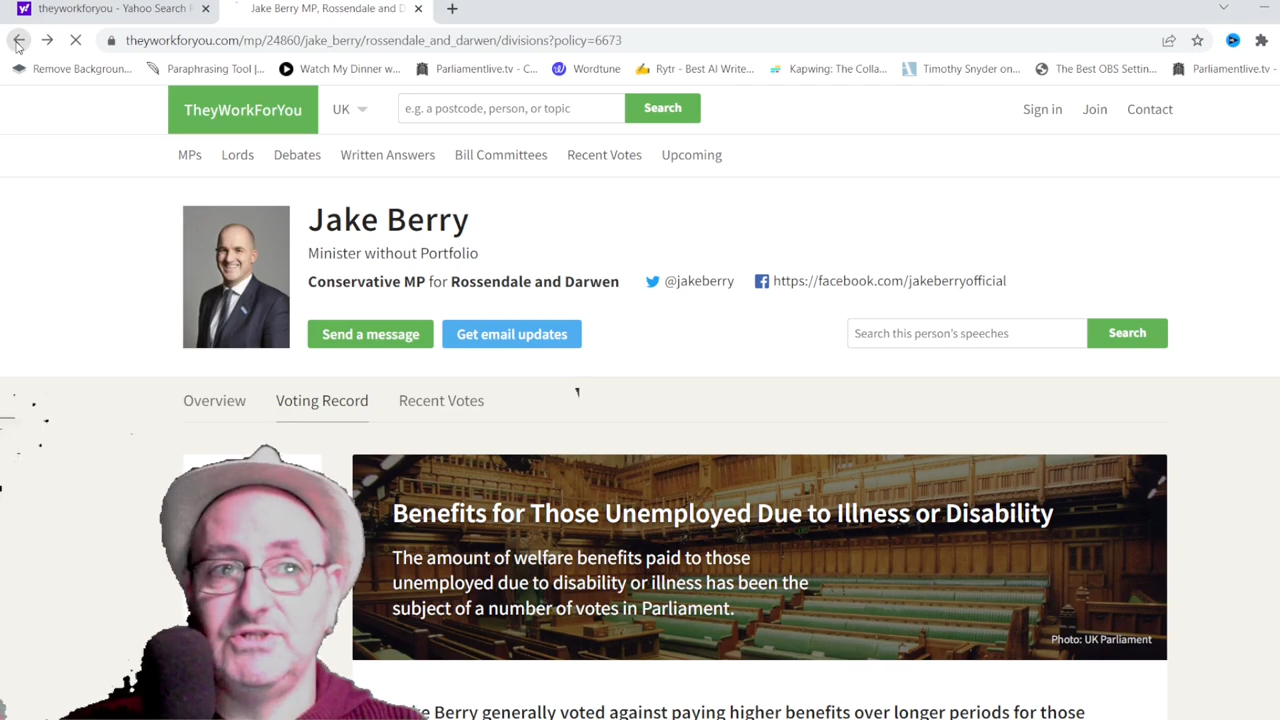 theyworkforyou - Yahoo Search
Jake Berry MP, Rossendale and D
theyworkforyou.com/mp/24860/jake_berry/rossendale_and_darwen/divisions?policy=6673
Remove Backgroun... Paraphrasing Tool |... Watch My Dinner w... Parliamentlive.tv - C... Wordtune Rytr - Best AI Write... Kapwing: The Colla... Timothy Snyder on... The Best OBS Settin... Parliamentlive.tv -
TheyWorkForYou UK e.g. a postcode, person, or topic Search Sign in Join Contact
MPs Lords Debates Written Answers Bill Committees Recent Votes Upcoming
Jake Berry
Minister without Portfolio
Conservative MP for Rossendale and Darwen @jakeberry https://facebook.com/jakeberryofficial
Send a message Get email updates Search this person's speeches Search
Overview Voting Record Recent Votes
Benefits for Those Unemployed Due to Illness or Disability
The amount of welfare benefits paid to those
unemployed due to disability or illness has been the
subject of a number of votes in Parliament.
Photo: UK Parliament
Berry generally voted against paying higher benefits over longer periods for those